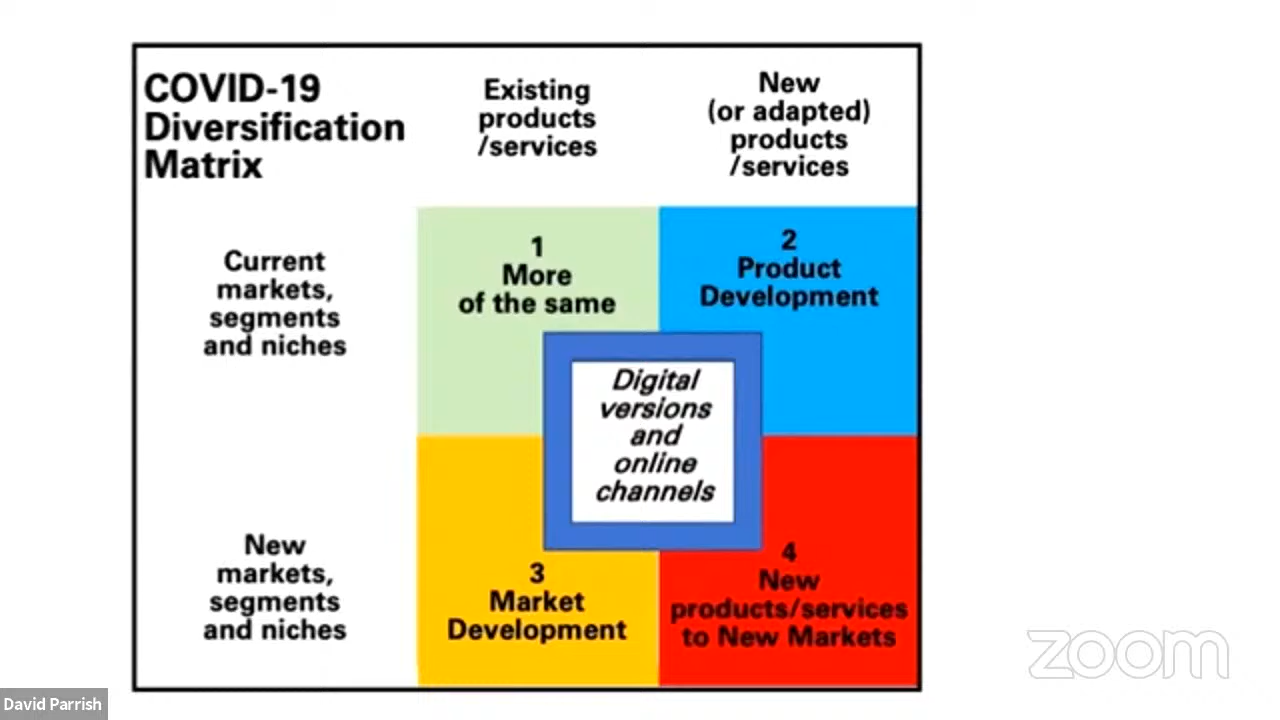 COVID-19
Diversification
Matrix
Existing
products
/services
New
(or adapted)
products
/services
Current
markets,
segments
and niches
1
More
of the same
2
Product
Development
Digital
versions
and
online
channels
New
markets,
segments
and niches
3
Market
Development
4
New
products/services
to New Markets
zoom
David Parrish